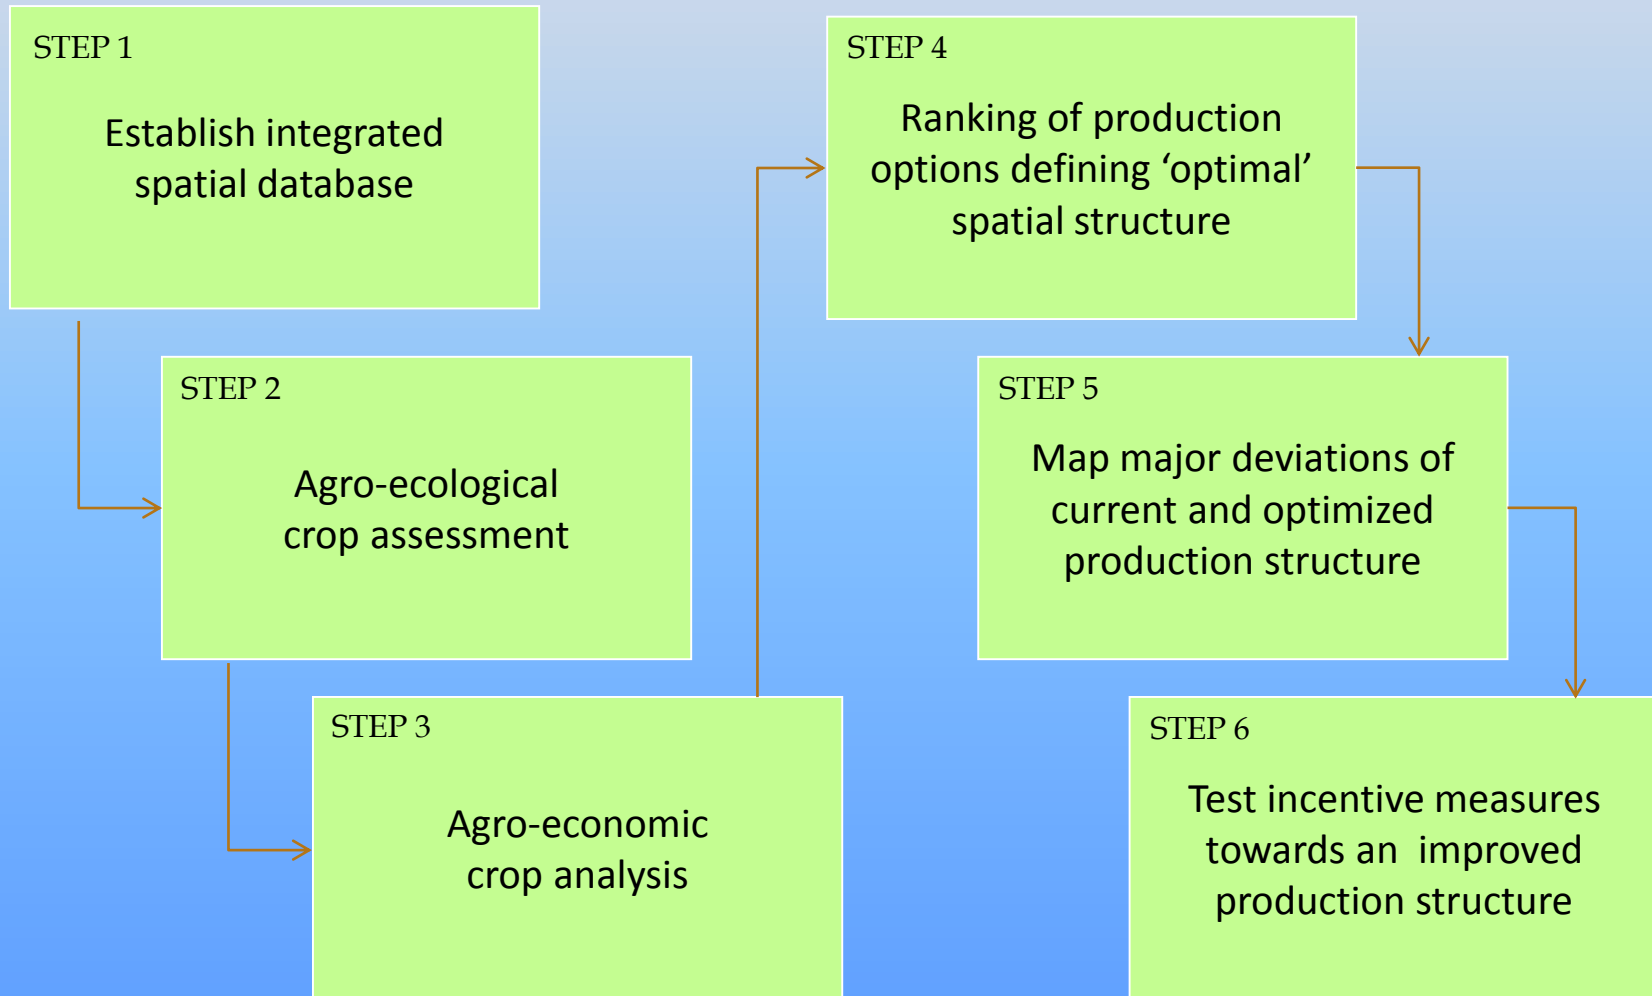 STEP 1
Establish integrated
spatial database
STEP 2
Agro-ecological
crop assessment
STEP 3
Agro-economic
crop analysis
STEP 4
Ranking of production
options defining ‘optimal’
spatial structure
STEP 5
Map major deviations of
current and optimized
production structure
STEP 6
Test incentive measures
towards an  improved
production structure